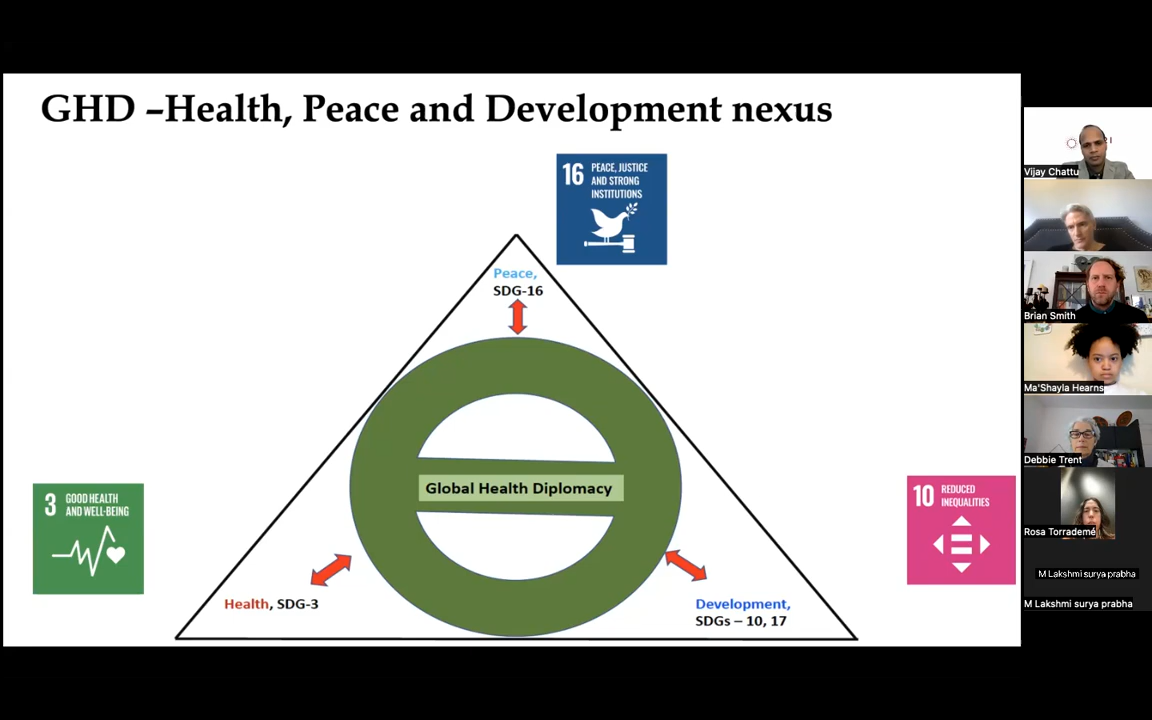 GHD –Health, Peace and Development nexus
16 PEACE, JUSTICE
AND STRONG
INSTITUTIONS
Peace,
SDG-16
Global Health Diplomacy
3 GOOD HEALTH
AND WELL-BEING
10 REDUCED
INEQUALITIES
Health, SDG-3
Development,
SDGs – 10, 17
Vijay Chattu
Brian Smith
Ma'Shayla Hearns
Debbie Trent
Rosa Torrademé
M Lakshmi surya prabha
M Lakshmi surya prabha